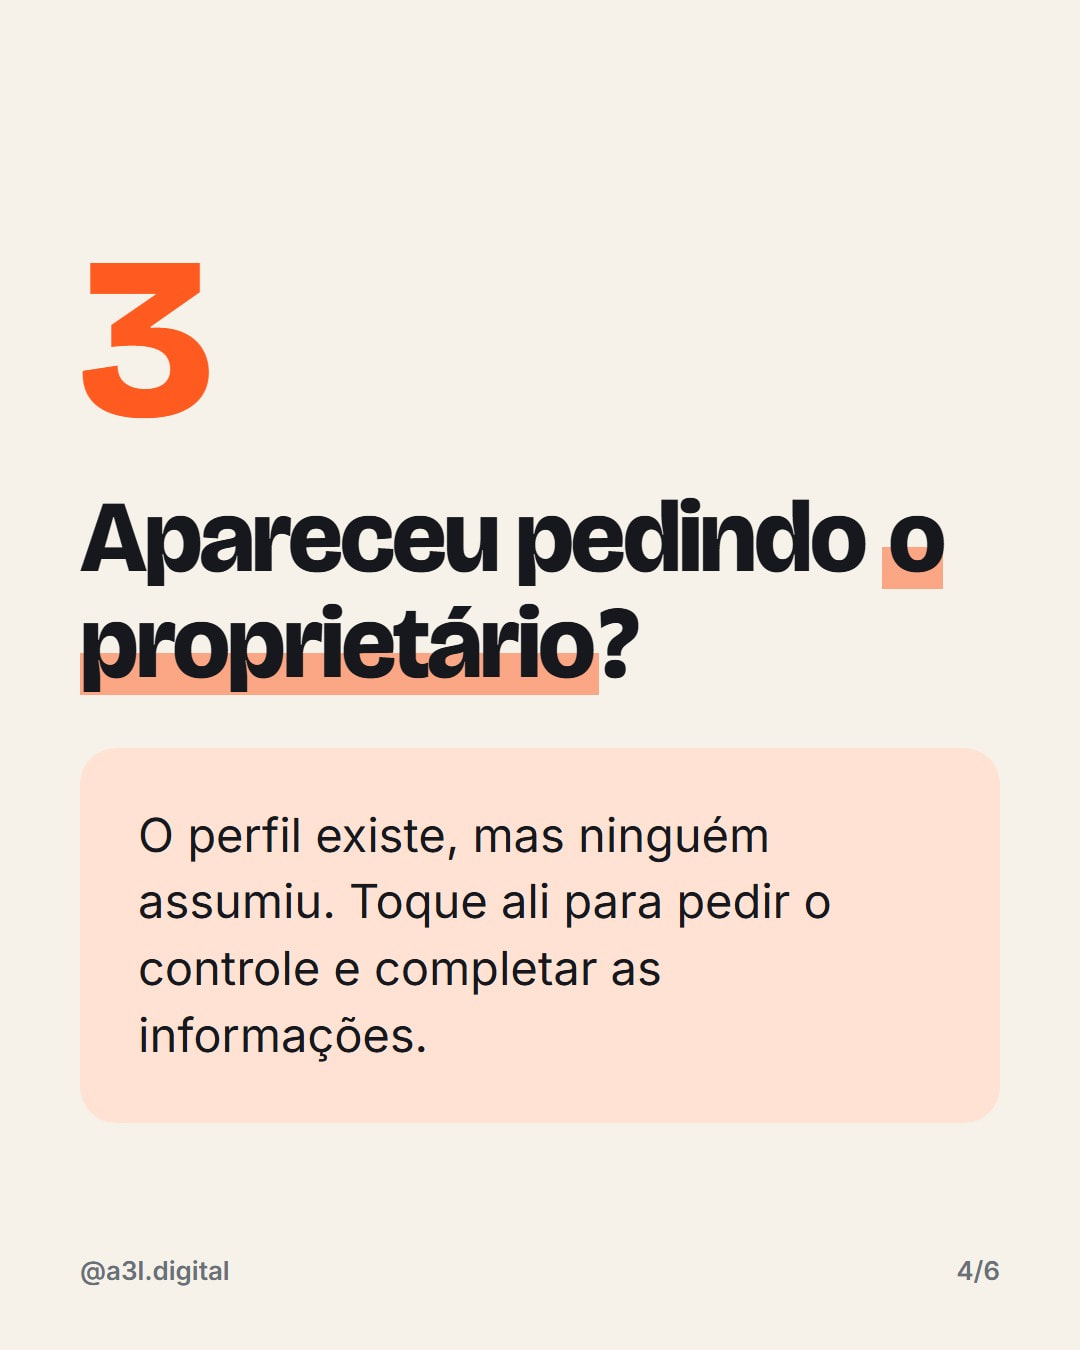 3
Apareceu pedindo o
proprietário?
O perfil existe, mas ninguém
assumiu. Toque ali para pedir o
controle e completar as
informações.
@a3l.digital
4/6